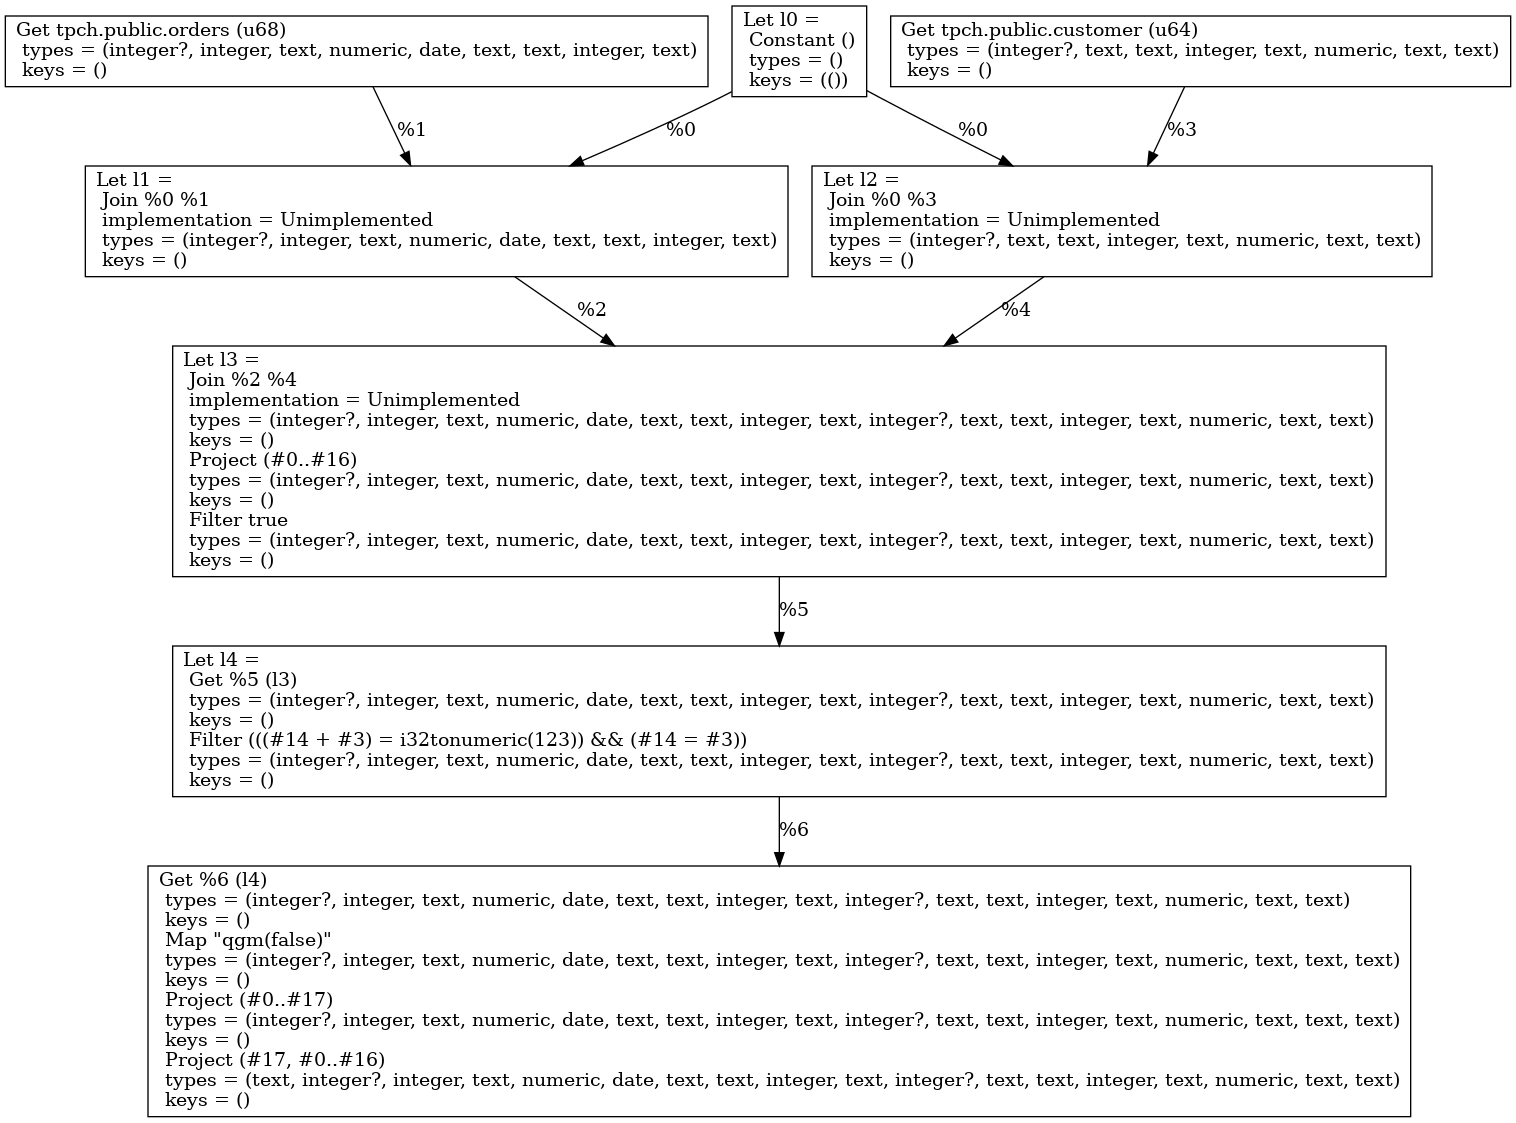 Get tpch.public.orders (u68)
types = (integer?, integer, text, numeric, date, text, text, integer, text)
keys = ()
Let l0 =
Constant ()
types = ()
keys = (())
Get tpch.public.customer (u64)
types = (integer?, text, text, integer, text, numeric, text, text)
keys = ()
%1
%0
%0
%3
Let l1 =
Join %0 %1
implementation = Unimplemented
types = (integer?, integer, text, numeric, date, text, text, integer, text)
keys = ()
Let l2 =
Join %0 %3
implementation = Unimplemented
types = (integer?, text, text, integer, text, numeric, text, text)
keys = ()
%2
%4
Let l3 =
Join %2 %4
implementation = Unimplemented
types = (integer?, integer, text, numeric, date, text, text, integer, text, integer?, text, text, integer, text, numeric, text, text)
keys = ()
Project (#0..#16)
types = (integer?, integer, text, numeric, date, text, text, integer, text, integer?, text, text, integer, text, numeric, text, text)
keys = ()
Filter true
types = (integer?, integer, text, numeric, date, text, text, integer, text, integer?, text, text, integer, text, numeric, text, text)
keys = ()
%5
Let l4 =
Get %5 (l3)
types = (integer?, integer, text, numeric, date, text, text, integer, text, integer?, text, text, integer, text, numeric, text, text)
keys = ()
Filter (((#14 + #3) = i32tonumeric(123)) && (#14 = #3))
types = (integer?, integer, text, numeric, date, text, text, integer, text, integer?, text, text, integer, text, numeric, text, text)
keys = ()
%6
Get %6 (l4)
types = (integer?, integer, text, numeric, date, text, text, integer, text, integer?, text, text, integer, text, numeric, text, text)
keys = ()
Map "qgm(false)"
types = (integer?, integer, text, numeric, date, text, text, integer, text, integer?, text, text, integer, text, numeric, text, text, text)
keys = ()
Project (#0..#17)
types = (integer?, integer, text, numeric, date, text, text, integer, text, integer?, text, text, integer, text, numeric, text, text, text)
keys = ()
Project (#17, #0..#16)
types = (text, integer?, integer, text, numeric, date, text, text, integer, text, integer?, text, text, integer, text, numeric, text, text)
keys = ()